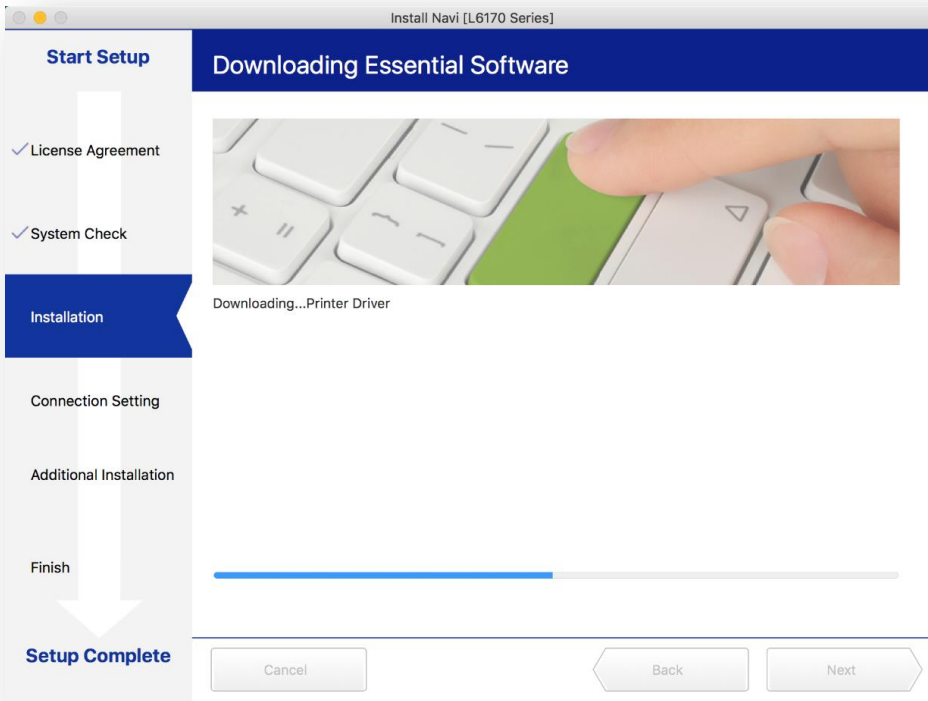 Install Navi [L6170 Series]
Start Setup
License Agreement
System Check
Installation
Connection Setting
Additional Installation
Finish
Setup Complete
Downloading Essential Software
+
=
{
[
}
]
Downloading...Printer Driver
Cancel
Back
Next